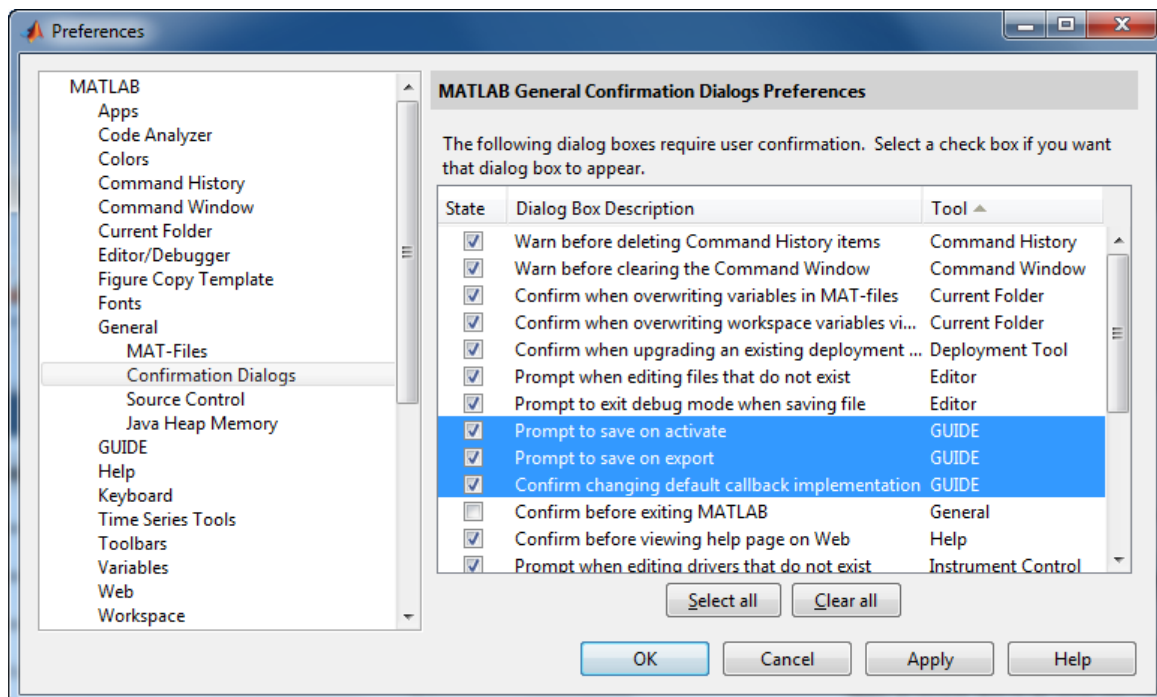 Preferences
MATLAB
Apps
Code Analyzer
Colors
Command History
Command Window
Current Folder
Editor/Debugger
Figure Copy Template
Fonts
General
MAT-Files
Confirmation Dialogs
Source Control
Java Heap Memory
GUIDE
Help
Keyboard
Time Series Tools
Toolbars
Variables
Web
Workspace
MATLAB General Confirmation Dialogs Preferences
The following dialog boxes require user confirmation. Select a check box if you want
that dialog box to appear.
State Dialog Box Description Tool
Warn before deleting Command History items Command History
Warn before clearing the Command Window Command Window
Confirm when overwriting variables in MAT-files Current Folder
Confirm when overwriting workspace variables vi... Current Folder
Confirm when upgrading an existing deployment ... Deployment Tool
Prompt when editing files that do not exist Editor
Prompt to exit debug mode when saving file Editor
Prompt to save on activate GUIDE
Prompt to save on export GUIDE
Confirm changing default callback implementation GUIDE
Confirm before exiting MATLAB General
Confirm before viewing help page on Web Help
Prompt when editing drivers that do not exist Instrument Control
Select all Clear all
OK Cancel Apply Help